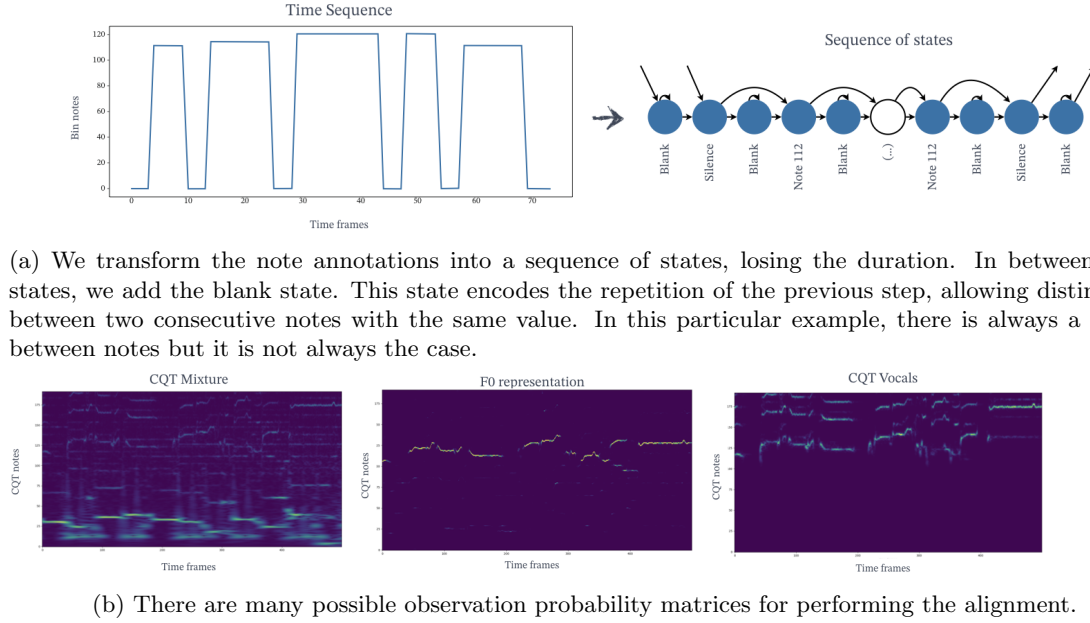 Time Sequence
120
100
80
60
40
20
0
Bin notes
0 10 20 30 40 50 60 70
Time frames
Sequence of states
Blank
Silence
Blank
Note 112
Blank
(...)
Note 112
Blank
Silence
Blank
(a) We transform the note annotations into a sequence of states, losing the duration. In between
states, we add the blank state. This state encodes the repetition of the previous step, allowing distin
between two consecutive notes with the same value. In this particular example, there is always a
between notes but it is not always the case.
CQT Mixture
CQT notes
Time frames
F0 representation
CQT notes
Time frames
CQT Vocals
CQT notes
Time frames
(b) There are many possible observation probability matrices for performing the alignment.